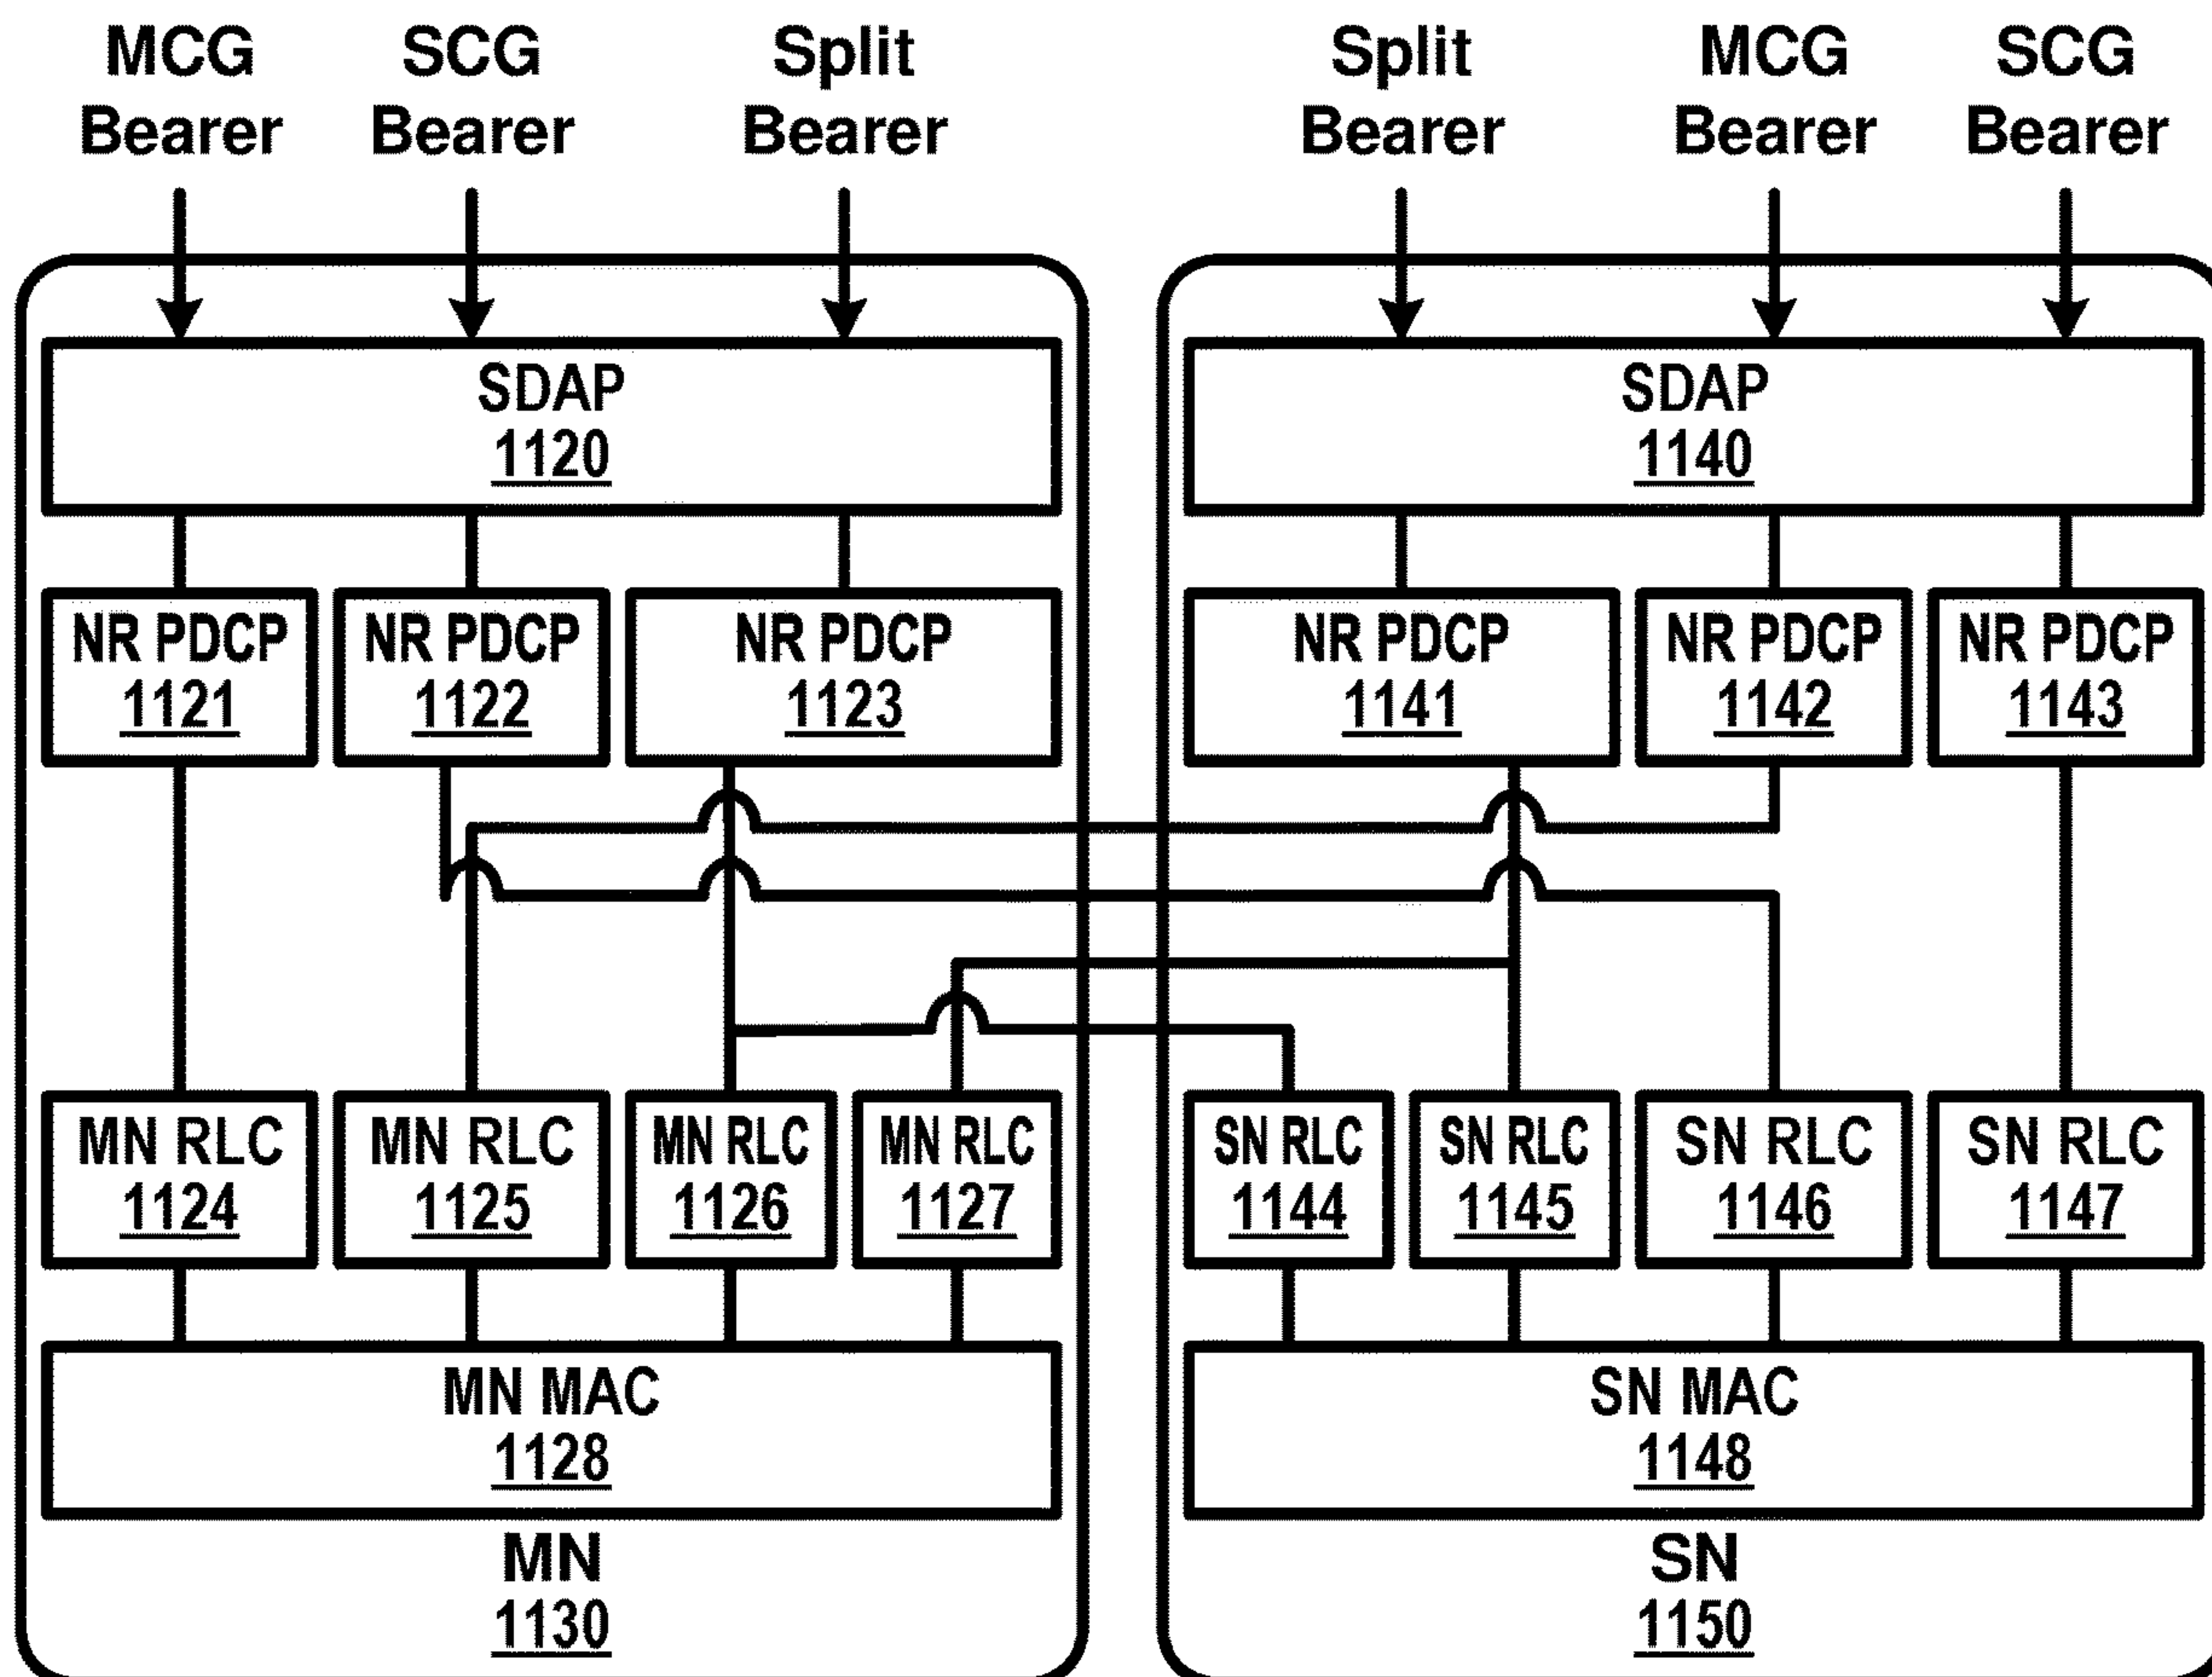 MCG
Bearer
SCG
Bearer
Split
Bearer
Split
Bearer
MCG
Bearer
SCG
Bearer
SDAP
1120
SDAP
1140
NR PDCP
1121
NR PDCP
1122
NR PDCP
1123
NR PDCP
1141
NR PDCP
1142
NR PDCP
1143
MN RLC
1124
MN RLC
1125
MN RLC
1126
MN RLC
1127
SN RLC
1144
SN RLC
1145
SN RLC
1146
SN RLC
1147
MN MAC
1128
SN MAC
1148
MN
1130
SN
1150